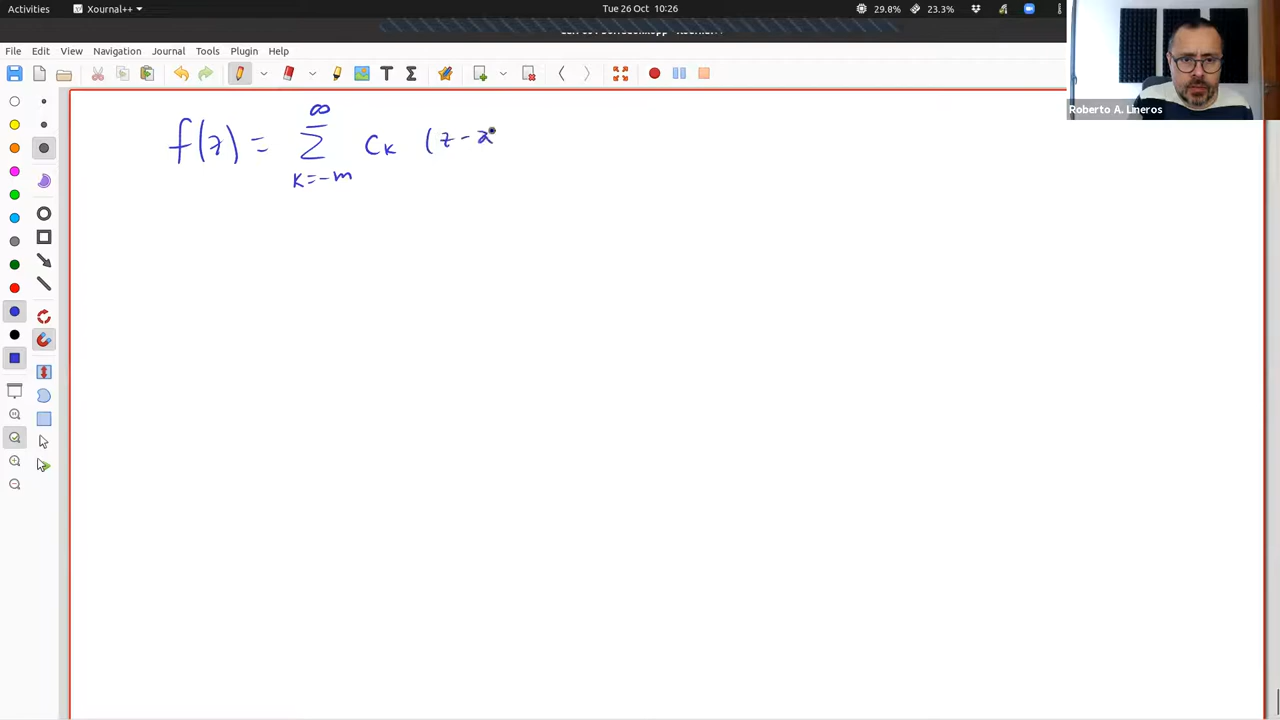 Activities Xournal++ Tue 26 Oct 10:26 29.8% 23.3%
File Edit View Navigation Journal Tools Plugin Help
Roberto A. Lineros
f(z) = ∞∑k=-m cₖ (z - z